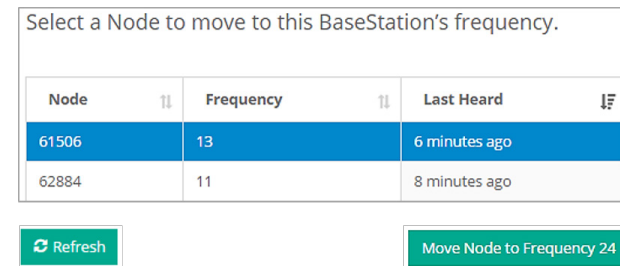 Select a Node to move to this BaseStation’s frequency.
Node Frequency Last Heard
61506 13 6 minutes ago
62884 11 8 minutes ago
Refresh Move Node to Frequency 24